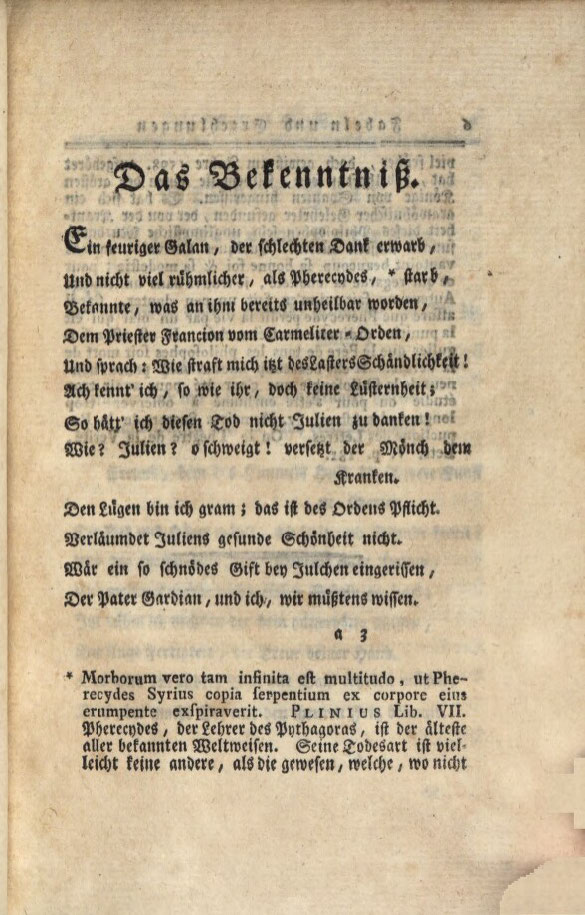 Das Bekenntniß.
Ein feuriger Galan, der schlechten Dank erwarb,
Und nicht viel rühmlicher, als Pherecydes, * starb,
Bekannte, was an ihm bereits unheilbar worden,
Dem Priester Francion vom Carmeliter-Orden,
Und sprach: Wie straft mich itzt des Lasters Schändlichkeit!
Ach kennt' ich, so wie ihr, doch keine Lüsternheit;
So hätt' ich diesen Tod nicht Julien zu danken!
Wie? Julien? o schweigt! versetzt der Mönch dem
Kranken.
Den Lügen bin ich gram; das ist des Ordens Pflicht.
Verläumdet Juliens gesunde Schönheit nicht.
Wär ein so schnödes Gift bey Julchen eingerissen,
Der Pater Gardian, und ich, wir müßtens wissen.
a 3
* Morborum vero tam infinita est multitudo, ut Phe-
recydes Syrius copia serpentium ex corpore eius
erumpente exspiraverit. PLINIUS Lib. VII.
Pherecydes, der Lehrer des Pythagoras, ist der älteste
aller bekannten Weltweisen. Seine Todesart ist viel-
leicht keine andere, als die gewesen, welche, wo nicht